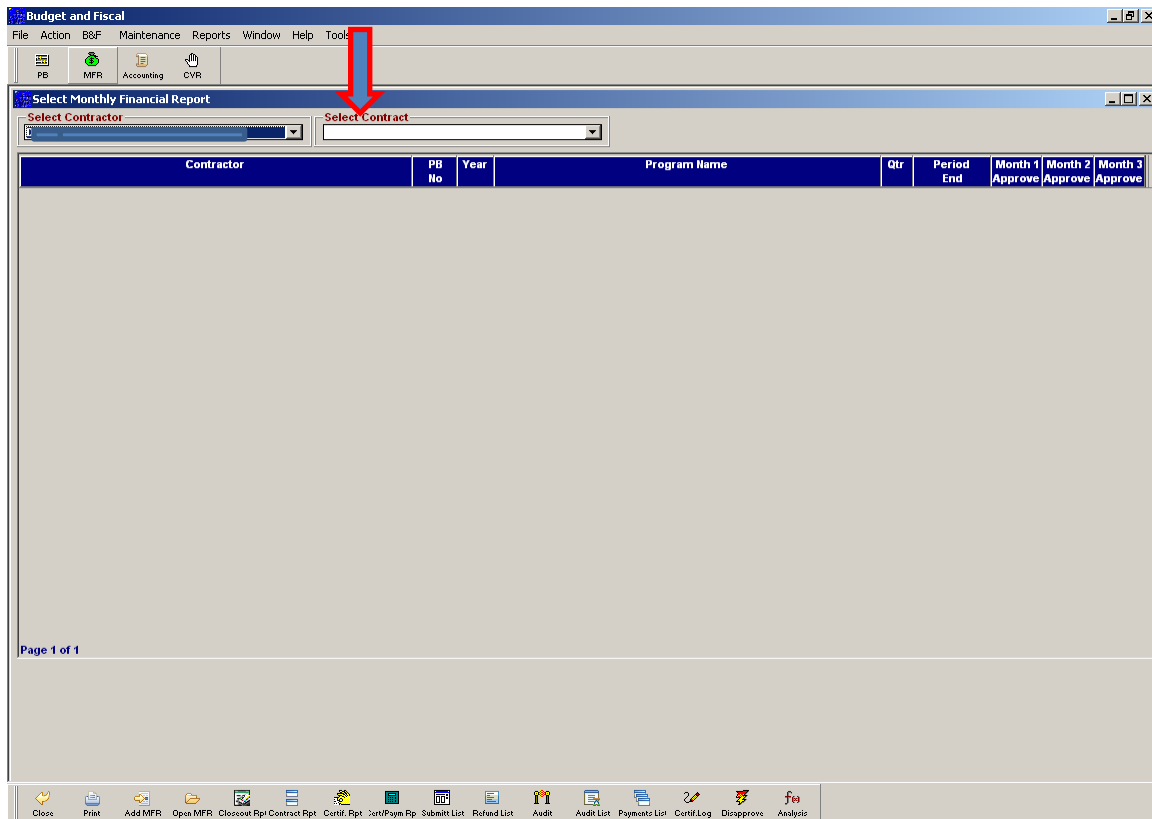 Budget and Fiscal
File Action B&F Maintenance Reports Window Help Tools
PB MFR Accounting CVR
Select Monthly Financial Report
Select Contractor Select Contract
Contractor PB No Year Program Name Qtr Period End Month 1 Approve Month 2 Approve Month 3 Approve
Page 1 of 1
Close Print Add MFR Open MFR Closeout Rpt Contract Rpt Certif. Rpt Cert/Paym Rp Submitt List Refund List Audit Audit List Payments List Certif.Log Disapprove Analysis